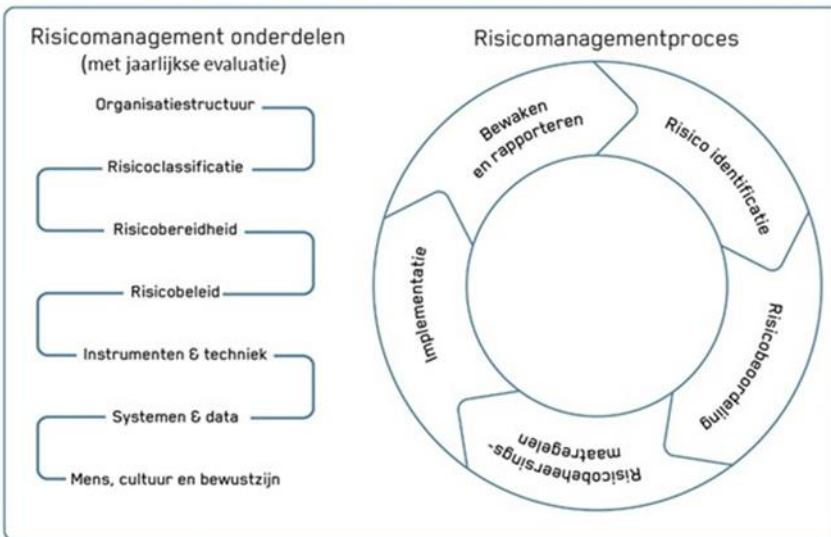 Risicomanagement onderdelen
(met jaarlijkse evaluatie)
Organisatiestructuur
Risicoclassificatie
Risicobereidheid
Risicobeleid
Instrumenten & techniek
Systemen & data
Mens, cultuur en bewustzijn
Risicomanagementproces
Risico identificatie
Risicobeoordeling
Risicobeheersings-
maatregelen
Implementatie
Bewaken
en rapporteren